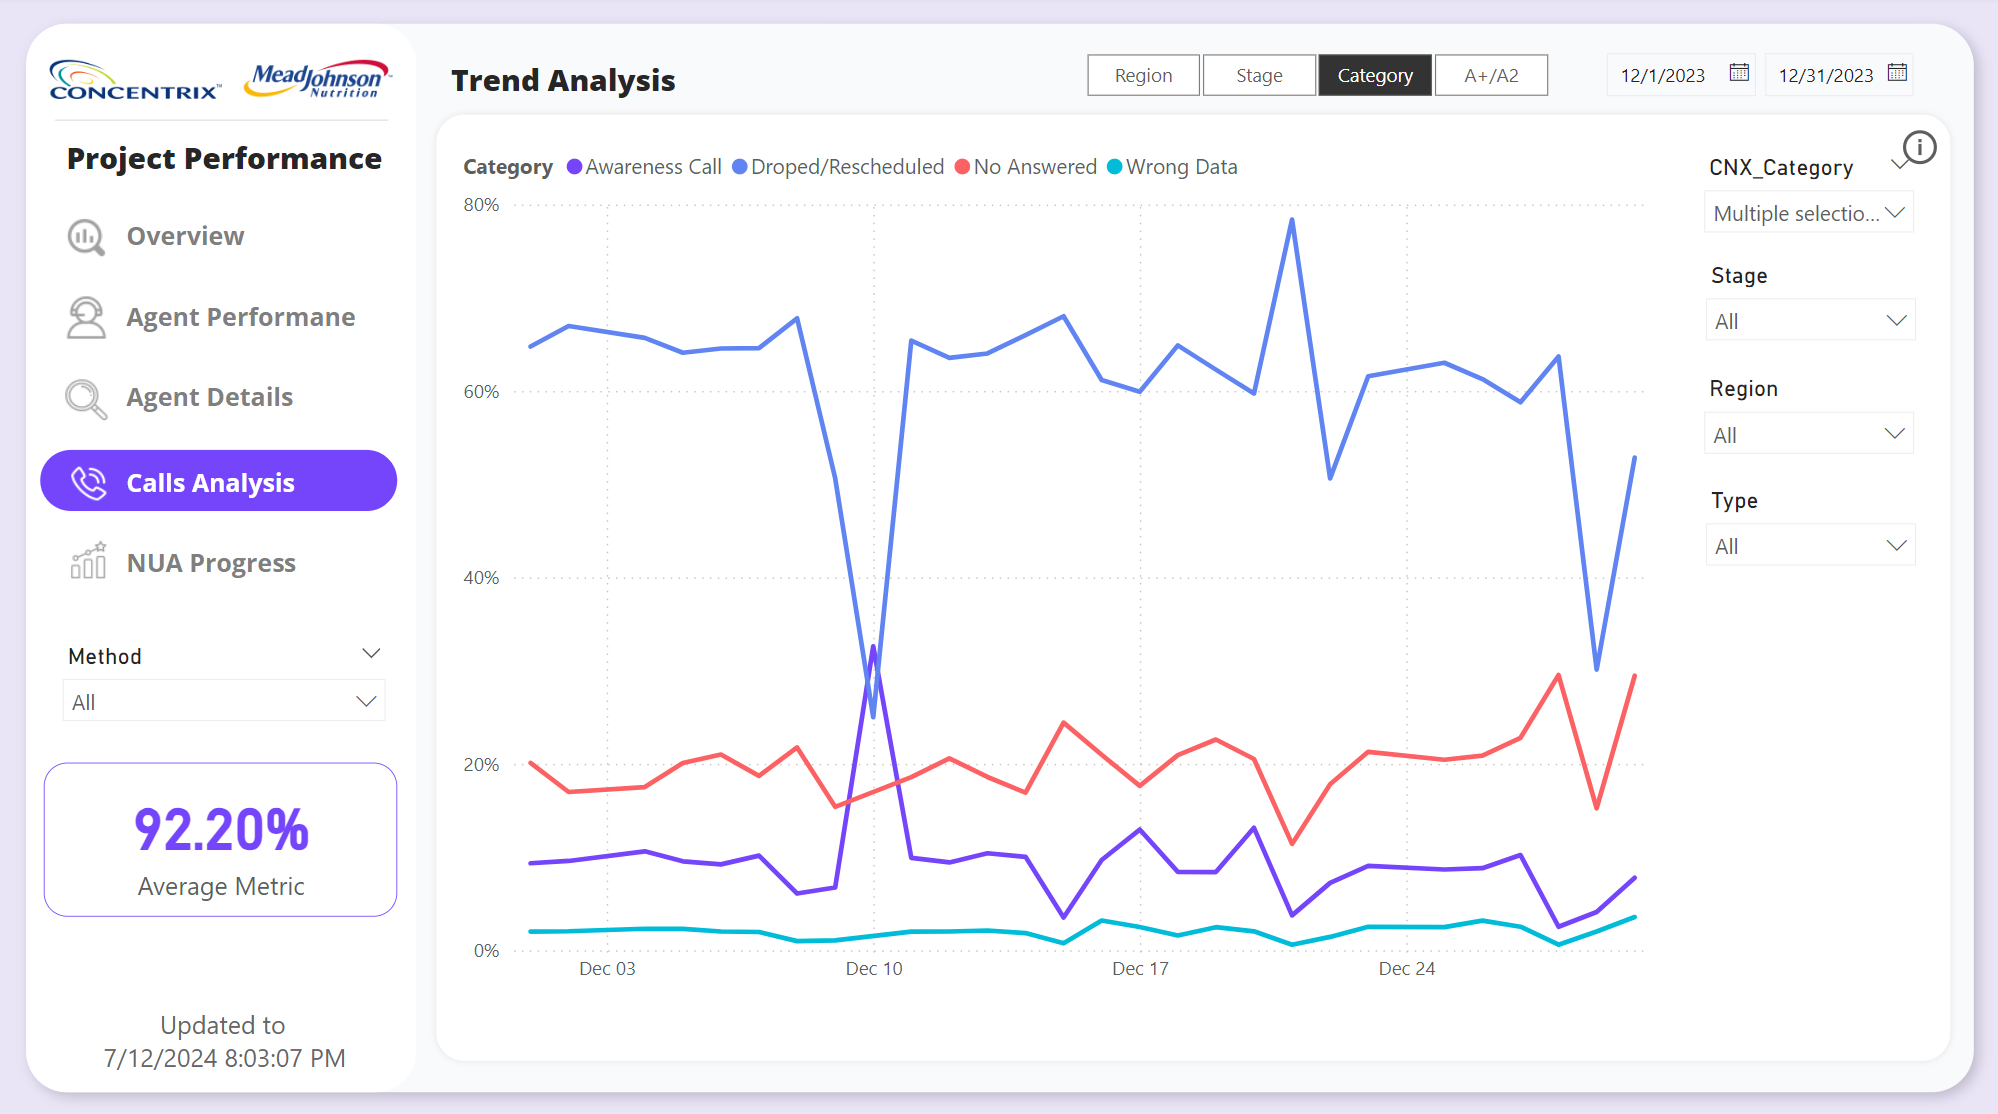 CONCENTRIX™
MeadJohnson™
Nutrition
Project Performance
Overview
Agent Performane
Agent Details
Calls Analysis
NUA Progress
Method
All
92.20%
Average Metric
Updated to
7/12/2024 8:03:07 PM
Trend Analysis
Region Stage Category A+/A2
12/1/2023 12/31/2023
Category Awareness Call Droped/Rescheduled No Answered Wrong Data
80%
60%
40%
20%
0%
Dec 03 Dec 10 Dec 17 Dec 24
CNX_Category
Multiple selectio...
Stage
All
Region
All
Type
All